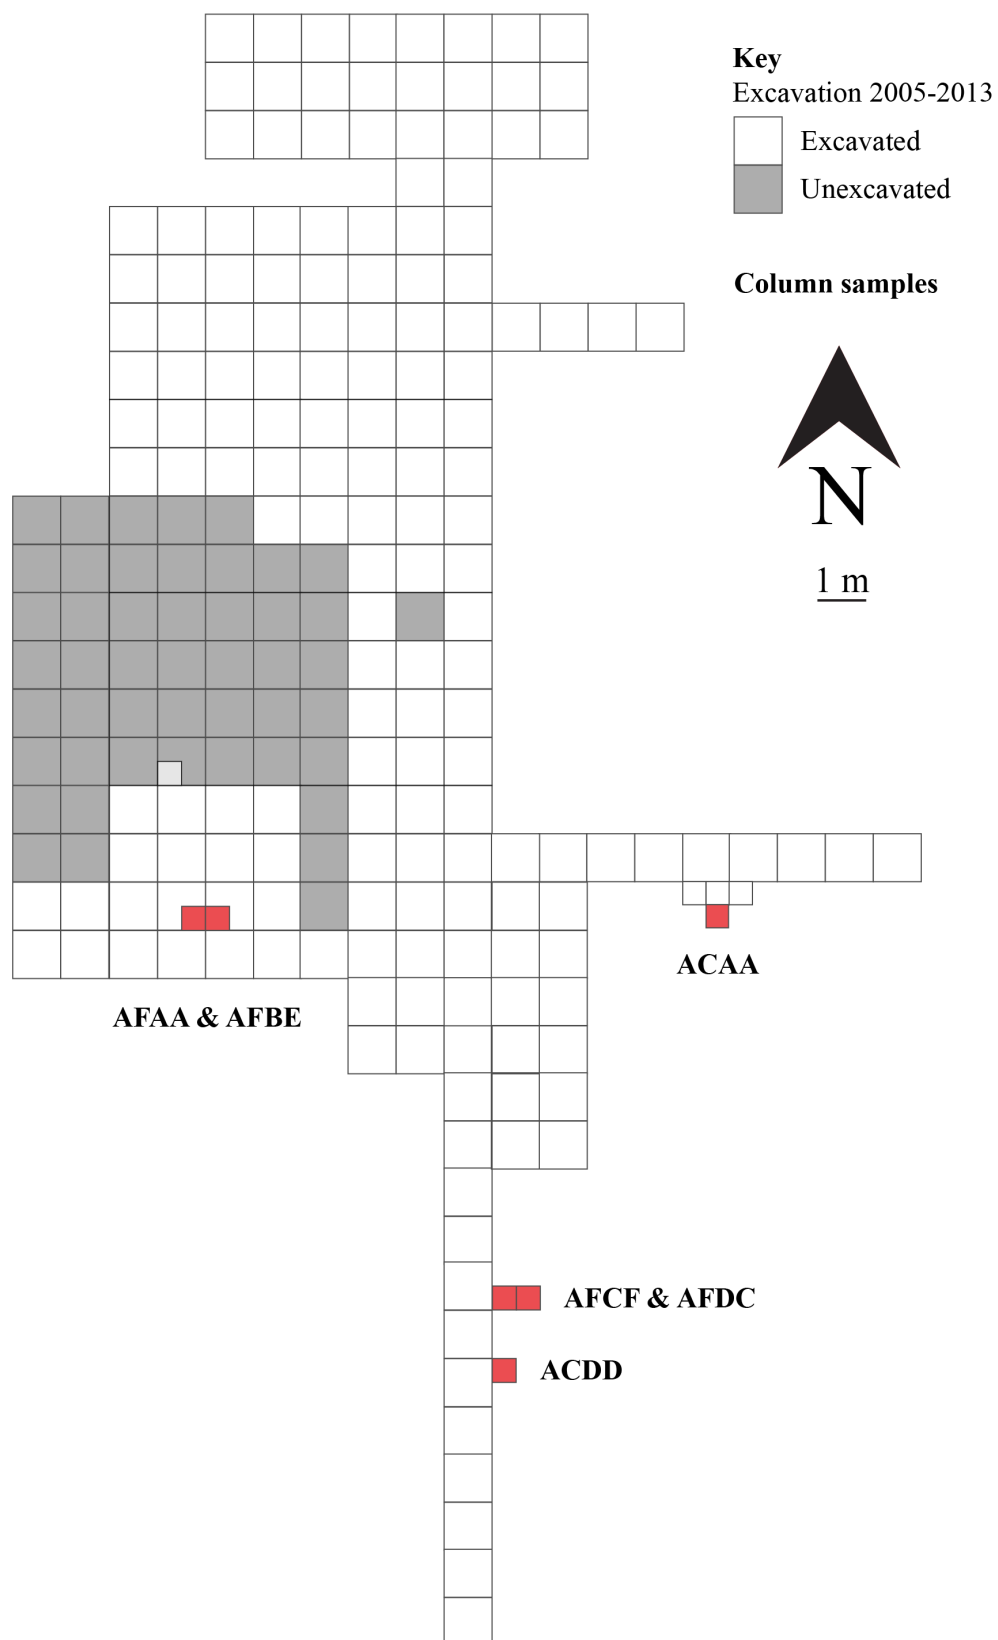 Key
Excavation 2005-2013
Excavated
Unexcavated
Column samples
N
1 m
ACAA
AFAA & AFBE
AFCF & AFDC
ACDD